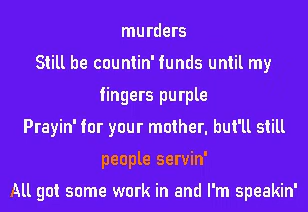 murders
Still be countin' funds until my
fingers purple
Prayin' for your mother, but'll still
people servin'
All got some work in and I'm speakin'